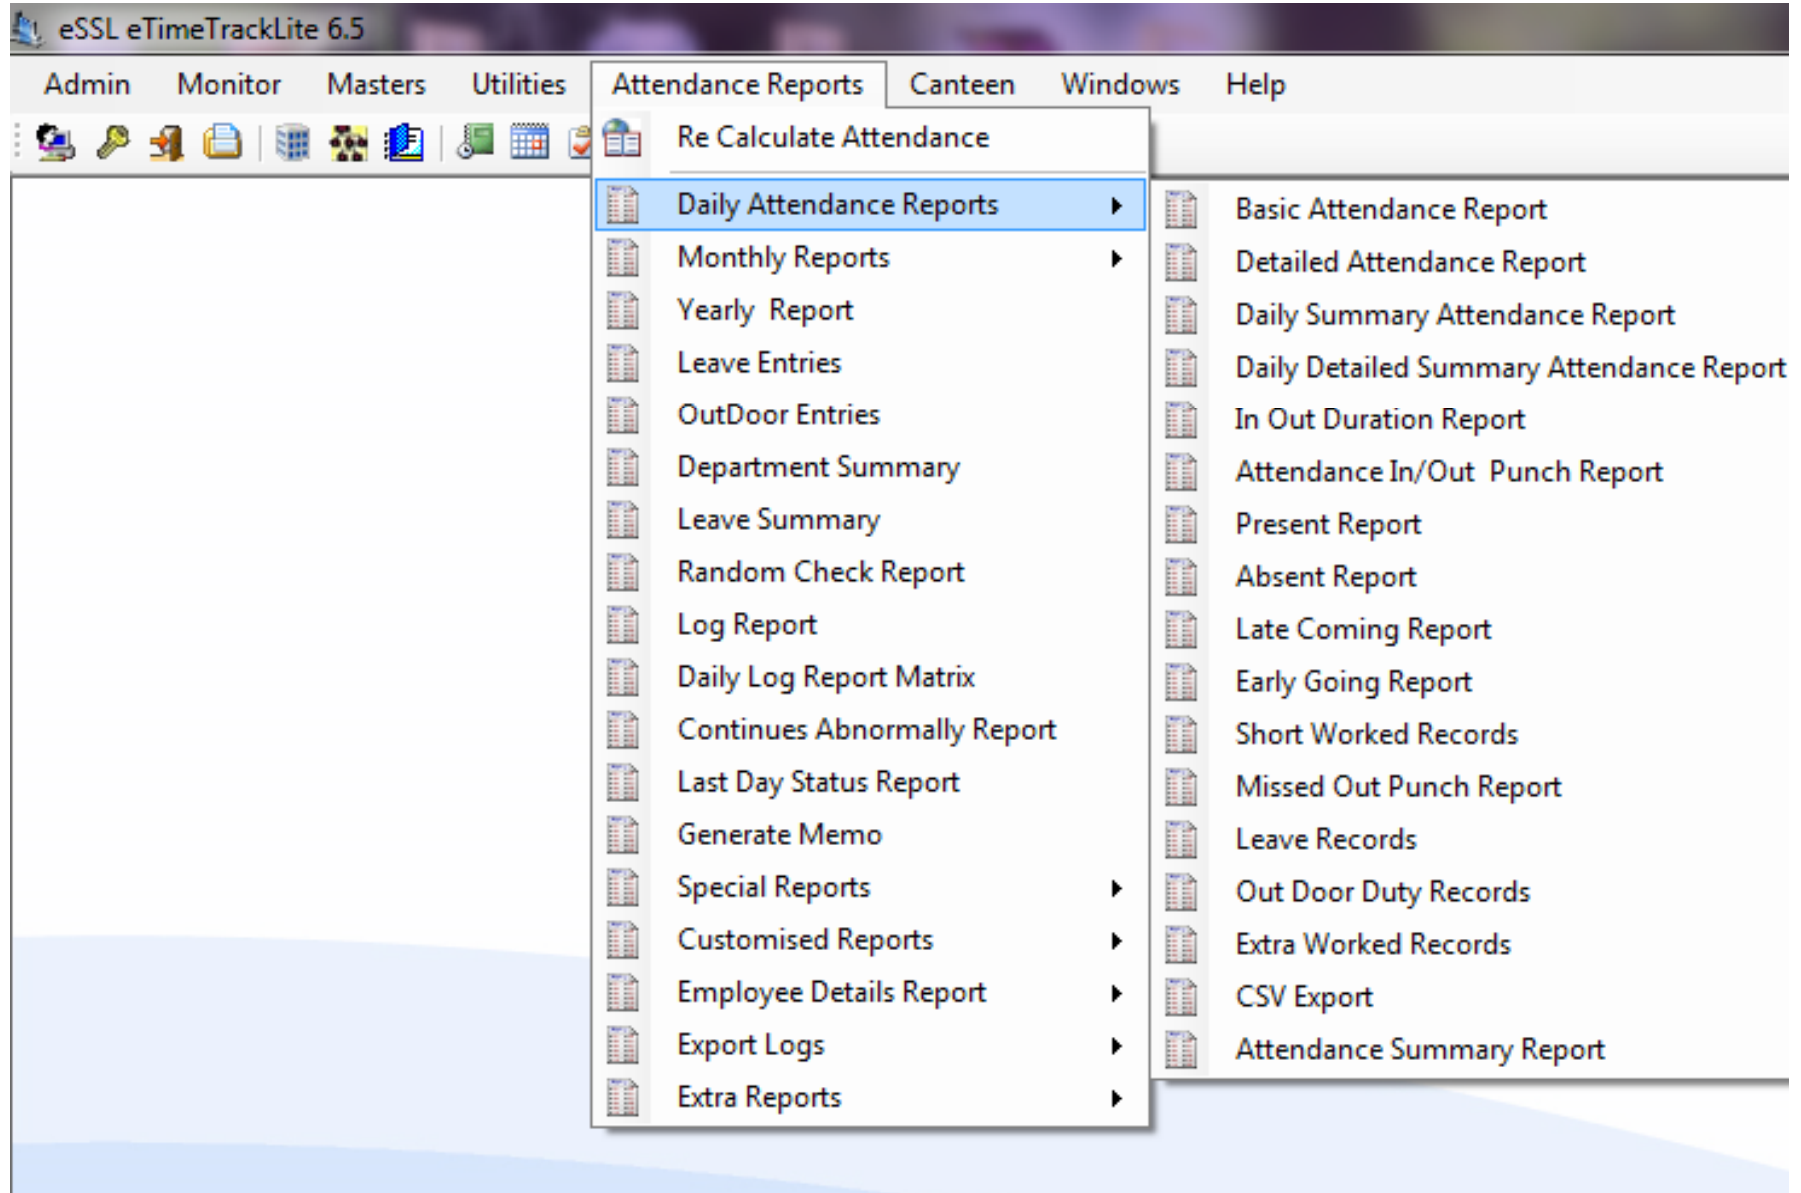 eSSL eTimeTrackLite 6.5
Admin Monitor Masters Utilities Attendance Reports Canteen Windows Help
Re Calculate Attendance
Daily Attendance Reports
Monthly Reports
Yearly Report
Leave Entries
OutDoor Entries
Department Summary
Leave Summary
Random Check Report
Log Report
Daily Log Report Matrix
Continues Abnormally Report
Last Day Status Report
Generate Memo
Special Reports
Customised Reports
Employee Details Report
Export Logs
Extra Reports
Basic Attendance Report
Detailed Attendance Report
Daily Summary Attendance Report
Daily Detailed Summary Attendance Report
In Out Duration Report
Attendance In/Out Punch Report
Present Report
Absent Report
Late Coming Report
Early Going Report
Short Worked Records
Missed Out Punch Report
Leave Records
Out Door Duty Records
Extra Worked Records
CSV Export
Attendance Summary Report